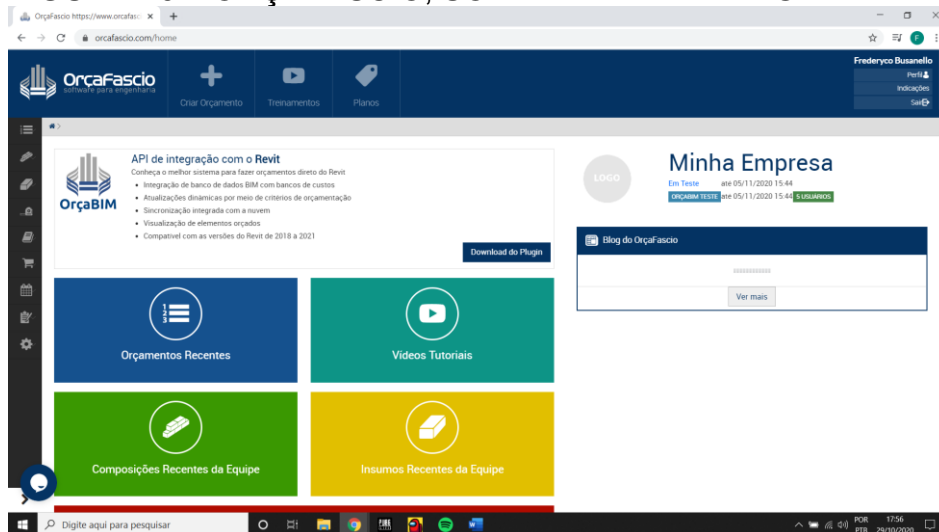 OrçaFascio https://www.orcafasci
orcafascio.com/home
F
OrçaFascio
software para engenharia
Criar Orçamento
Treinamentos
Planos
Frederyco Busanello
Perfil
Indicações
Sair
API de integração com o Revit
Conheça o melhor sistema para fazer orçamentos direto do Revit
Integração de banco de dados BIM com bancos de custos
Atualizações dinâmicas por meio de critérios de orçamentação
Sincronização integrada com a nuvem
Visualização de elementos orçados
Compatível com as versões do Revit de 2018 a 2021
OrçaBIM
Download do Plugin
LOGO
Minha Empresa
Em Teste ate 05/11/2020 15:44
ORÇABIM TESTE ate 05/11/2020 15:44 5 USUÁRIOS
Blog do OrçaFascio
Ver mais
1
2
3
Orçamentos Recentes
Vídeos Tutoriais
Composições Recentes da Equipe
Insumos Recentes da Equipe
Digite aqui para pesquisar
POR
PTB
17:56
29/10/2020